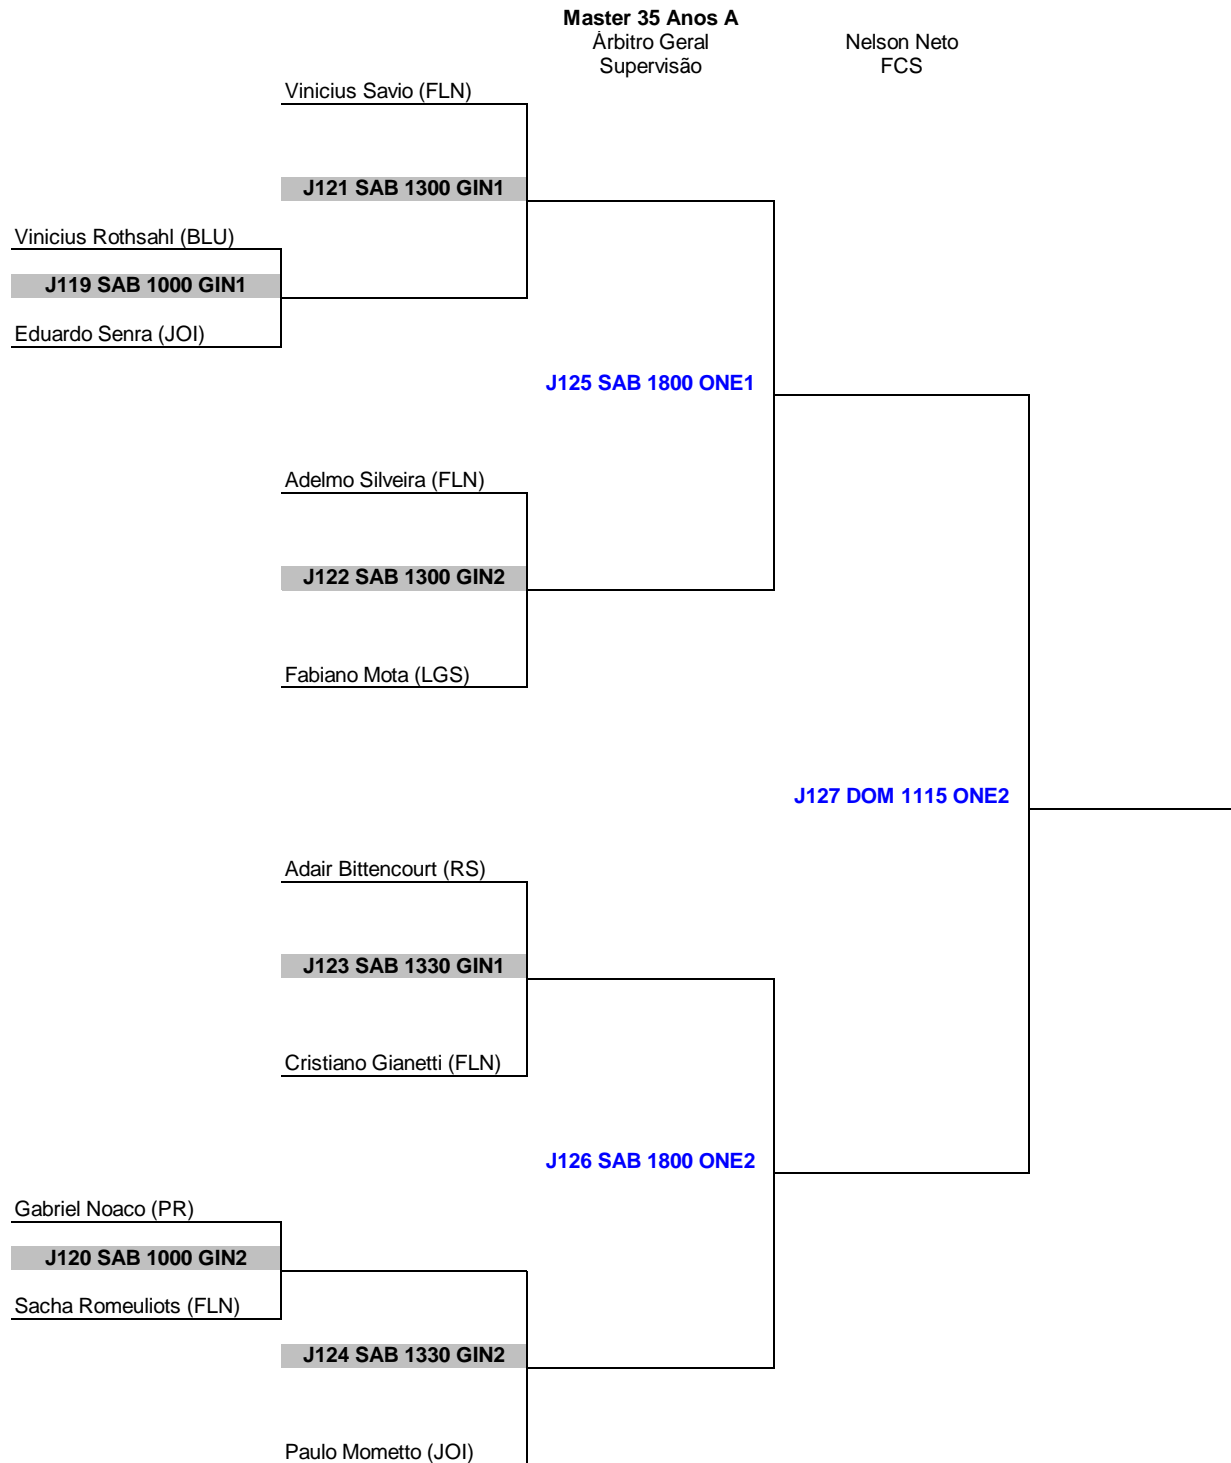 Master 35 Anos A
Árbitro Geral Nelson Neto
Supervisão FCS
Vinicius Savio (FLN)
J121 SAB 1300 GIN1
Vinicius Rothsahl (BLU)
J119 SAB 1000 GIN1
Eduardo Senra (JOI)
J125 SAB 1800 ONE1
Adelmo Silveira (FLN)
J122 SAB 1300 GIN2
Fabiano Mota (LGS)
J127 DOM 1115 ONE2
Adair Bittencourt (RS)
J123 SAB 1330 GIN1
Cristiano Gianetti (FLN)
J126 SAB 1800 ONE2
Gabriel Noaco (PR)
J120 SAB 1000 GIN2
Sacha Romeuliots (FLN)
J124 SAB 1330 GIN2
Paulo Mometto (JOI)